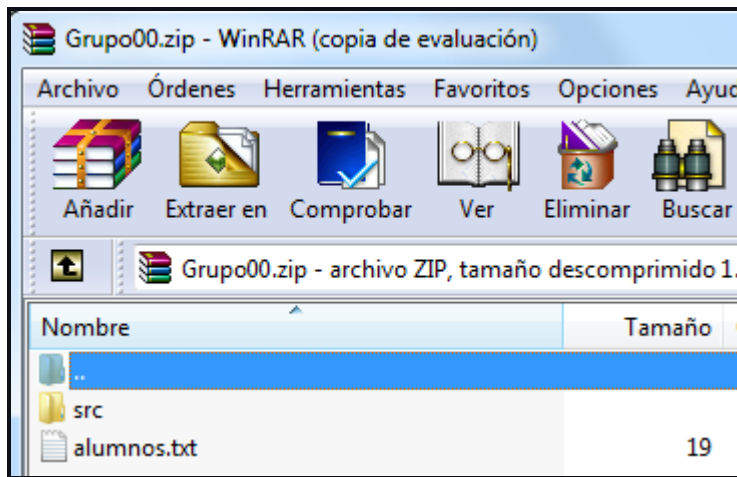 Grupo00.zip - WinRAR (copia de evaluación)
Archivo Órdenes Herramientas Favoritos Opciones
Añadir Extraer en Comprobar Ver Eliminar Buscar
Grupo00.zip - archivo ZIP, tamaño descomprimido 1.
Nombre Tamaño
..
src
alumnos.txt 19